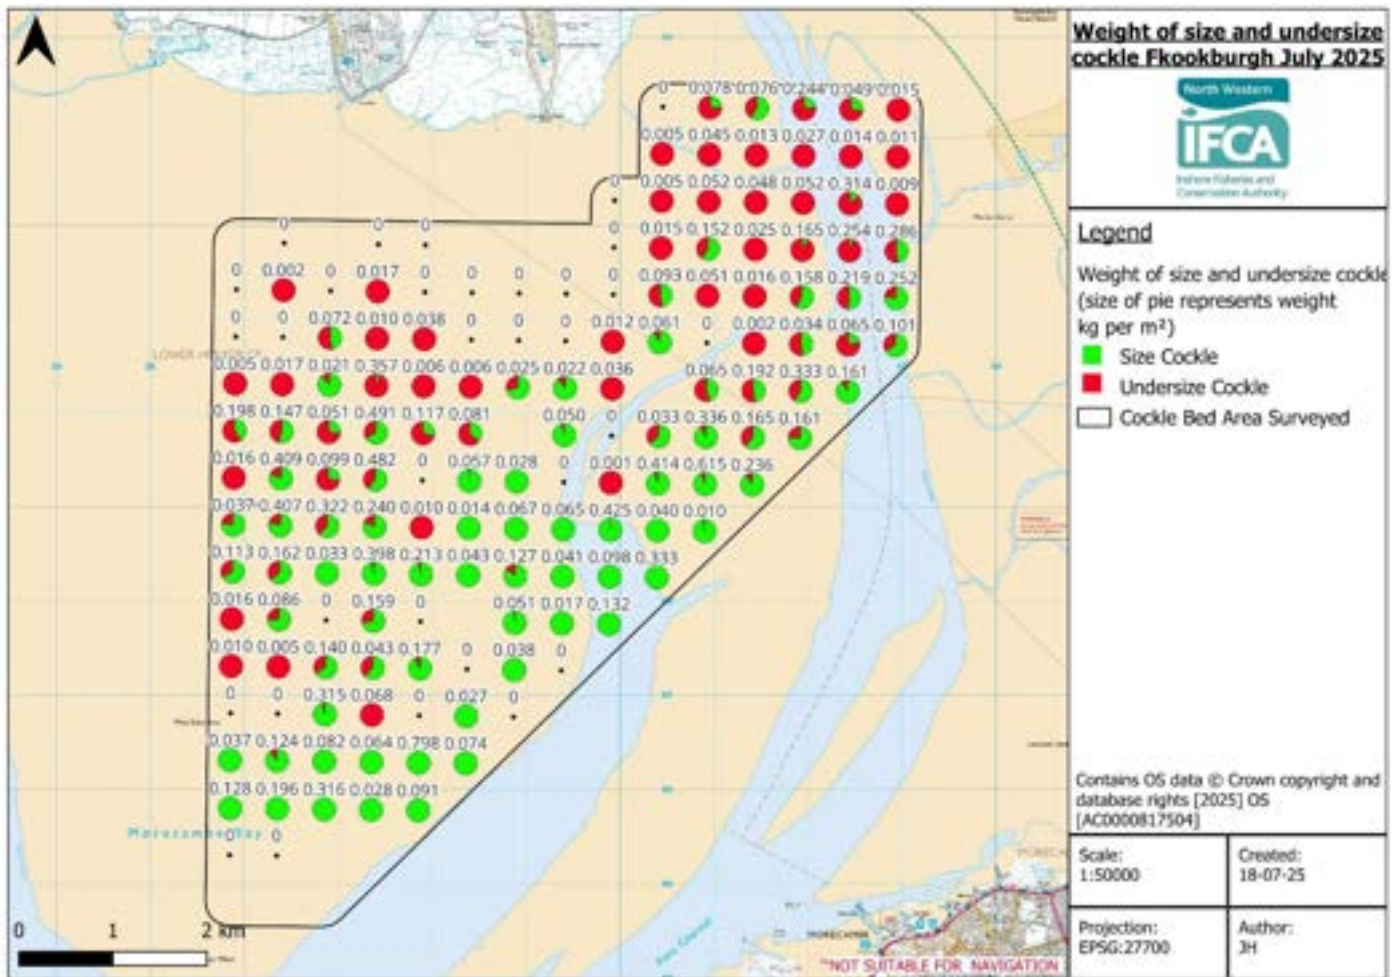 Weight of size and undersize
cockle Fkookburgh July 2025
North Western
IFCA
Inshore Fisheries and
Conservation Authority
Legend
Weight of size and undersize cockle
(size of pie represents weight
kg per m²)
Size Cockle
Undersize Cockle
Cockle Bed Area Surveyed
Contains OS data © Crown copyright and
database rights [2025] OS
[AC0000817504]
Scale:
1:50000
Created:
18-07-25
Projection:
EPSG:27700
Author:
JH
0 0.078 0.076 0.244 0.049 0.015
0.005 0.045 0.013 0.027 0.014 0.011
0 0.005 0.052 0.048 0.052 0.314 0.009
0 0 0 0 0.015 0.152 0.025 0.165 0.254 0.286
0 0.002 0 0.017 0 0 0 0 0 0.093 0.051 0.016 0.158 0.219 0.252
0 0 0.072 0.010 0.038 0.012 0.061 0 0.002 0.034 0.065 0.101
0.005 0.017 0.021 0.357 0.006 0.006 0.025 0.022 0.036 0.065 0.192 0.333 0.161
0.198 0.147 0.051 0.491 0.117 0.081 0.050 0 0.033 0.336 0.165 0.161
0.016 0.409 0.099 0.482 0 0.057 0.028 0 0.001 0.414 0.615 0.236
0.037 0.407 0.322 0.240 0.010 0.014 0.067 0.065 0.425 0.040 0.010
0.113 0.162 0.033 0.398 0.213 0.043 0.127 0.041 0.098 0.333
0.016 0.086 0 0.159 0 0.051 0.017 0.132
0.010 0.005 0.140 0.043 0.177 0 0.038 0
0 0 0.315 0.068 0 0.027 0
0.037 0.124 0.082 0.064 0.798 0.074
0.128 0.196 0.316 0.028 0.091
Morecambe Bay
0 0
0 1 2 km
MORECAMBE
*NOT SUITABLE FOR NAVIGATION